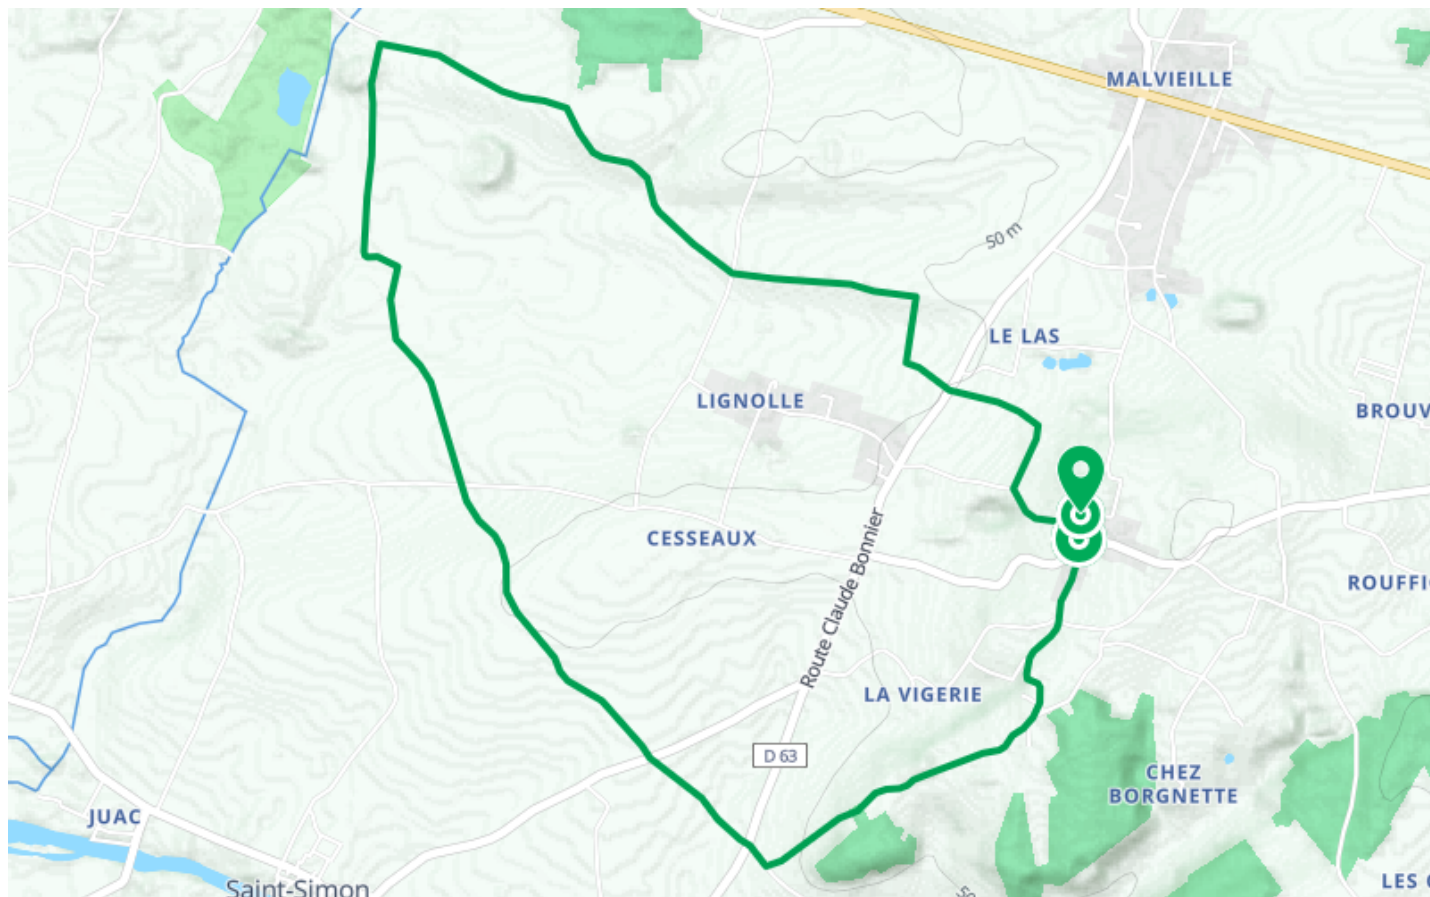 MALVIEILLE
50 m
LE LAS
LIGNOLLE
BROUV
CESSEAUX
Route Claude Bonnier
ROUFFI
LA VIGERIE
D 63
CHEZ
BORGNETTE
JUAC
Saint-Simon
LES
50